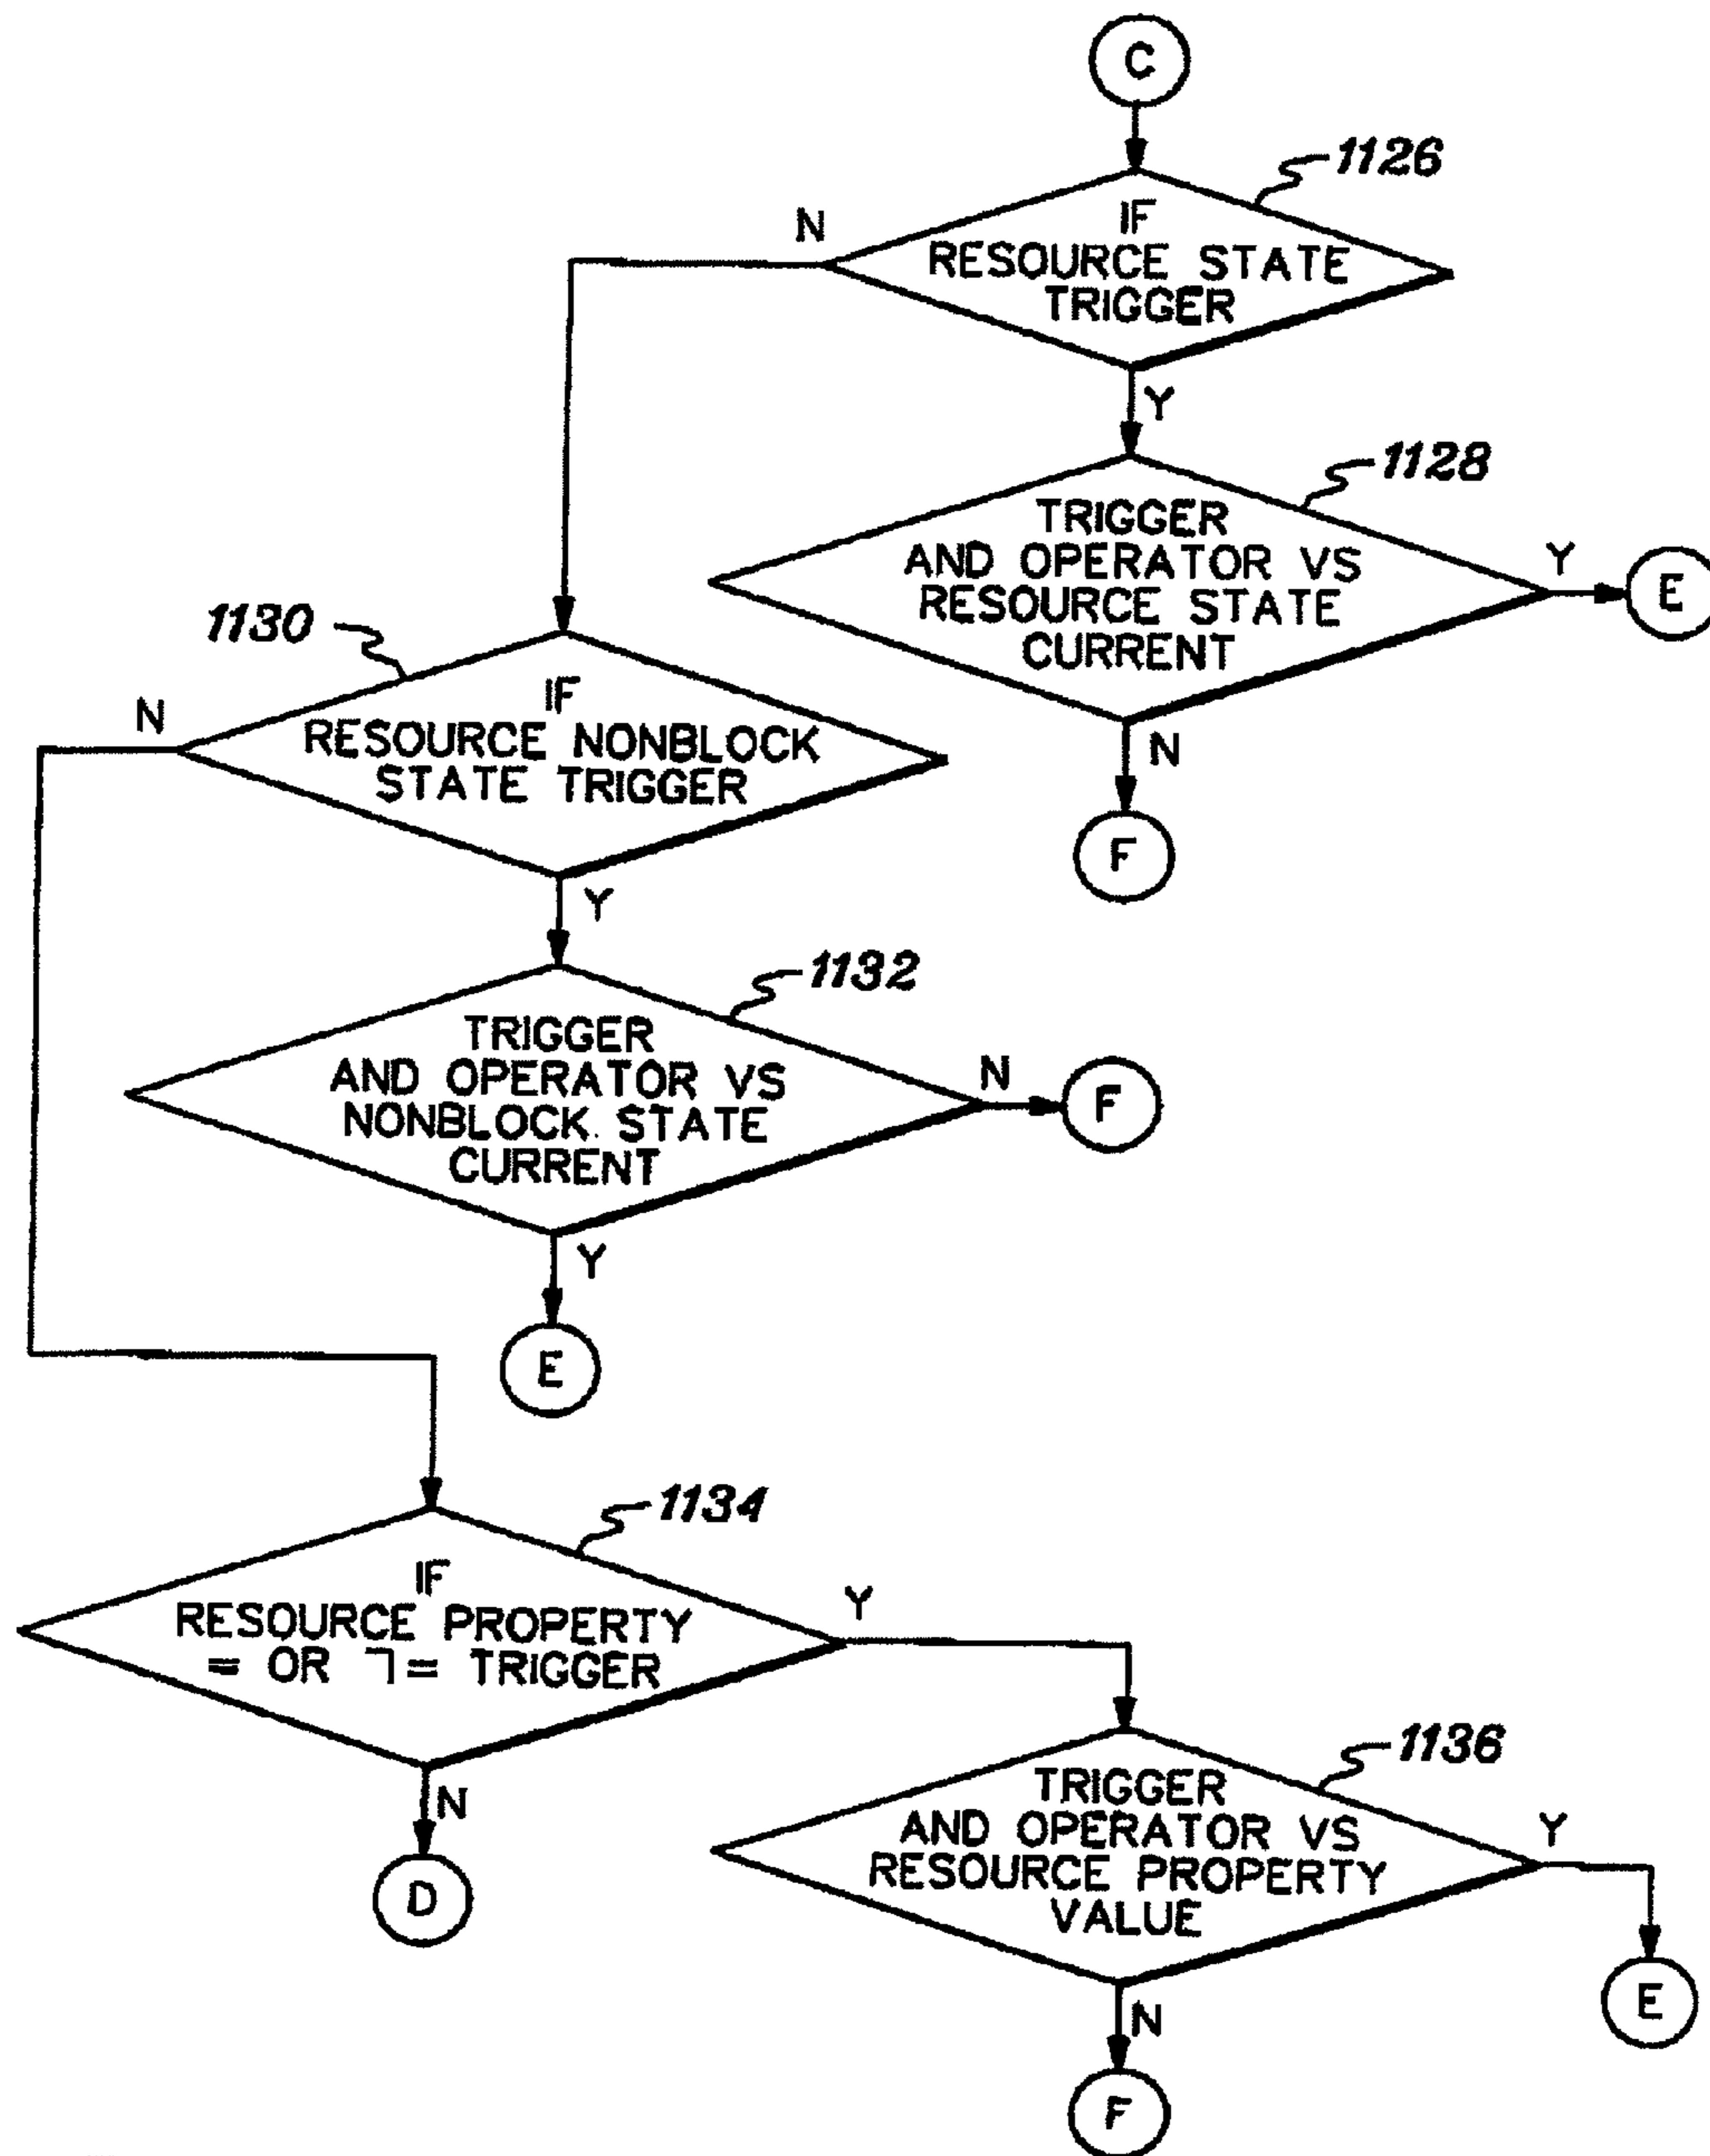 C
1126
N
IF
RESOURCE STATE
TRIGGER
Y
1128
TRIGGER
AND OPERATOR VS
RESOURCE STATE
CURRENT
Y
E
N
F
1130
N
IF
RESOURCE NONBLOCK
STATE TRIGGER
Y
1132
TRIGGER
AND OPERATOR VS
NONBLOCK. STATE
CURRENT
N
F
Y
E
1134
IF
RESOURCE PROPERTY
= OR ㄱ= TRIGGER
Y
N
D
1136
TRIGGER
AND OPERATOR VS
RESOURCE PROPERTY
VALUE
Y
E
N
F